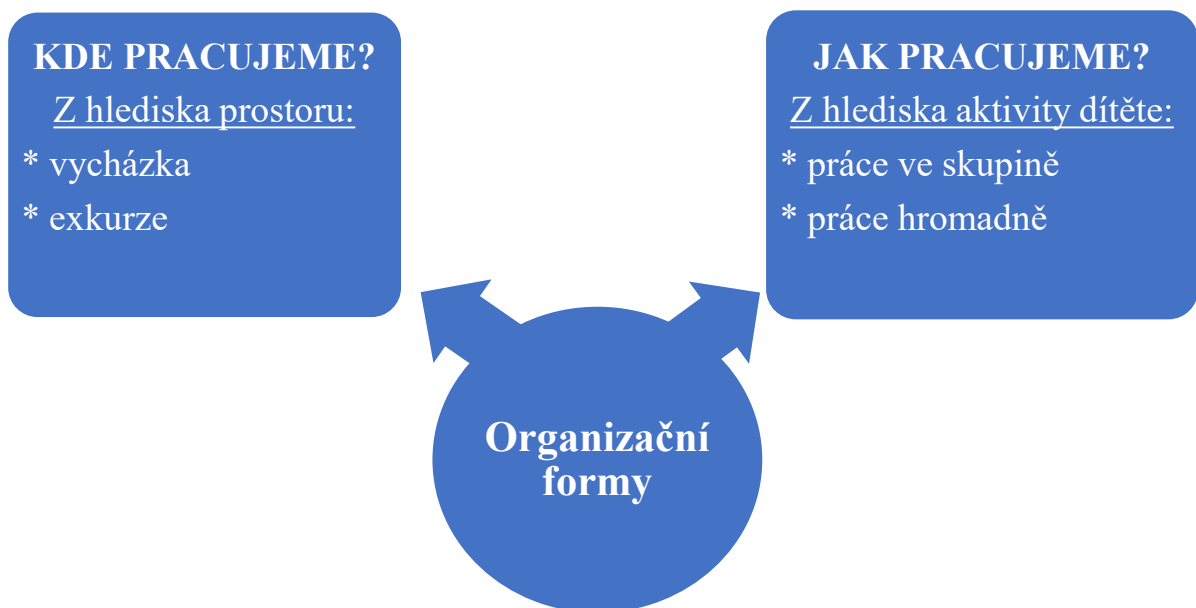 KDE PRACUJEME?
Z hlediska prostoru:
* vycházka
* exkurze
JAK PRACUJEME?
Z hlediska aktivity dítěte:
* práce ve skupině
* práce hromadně
Organizační
formy